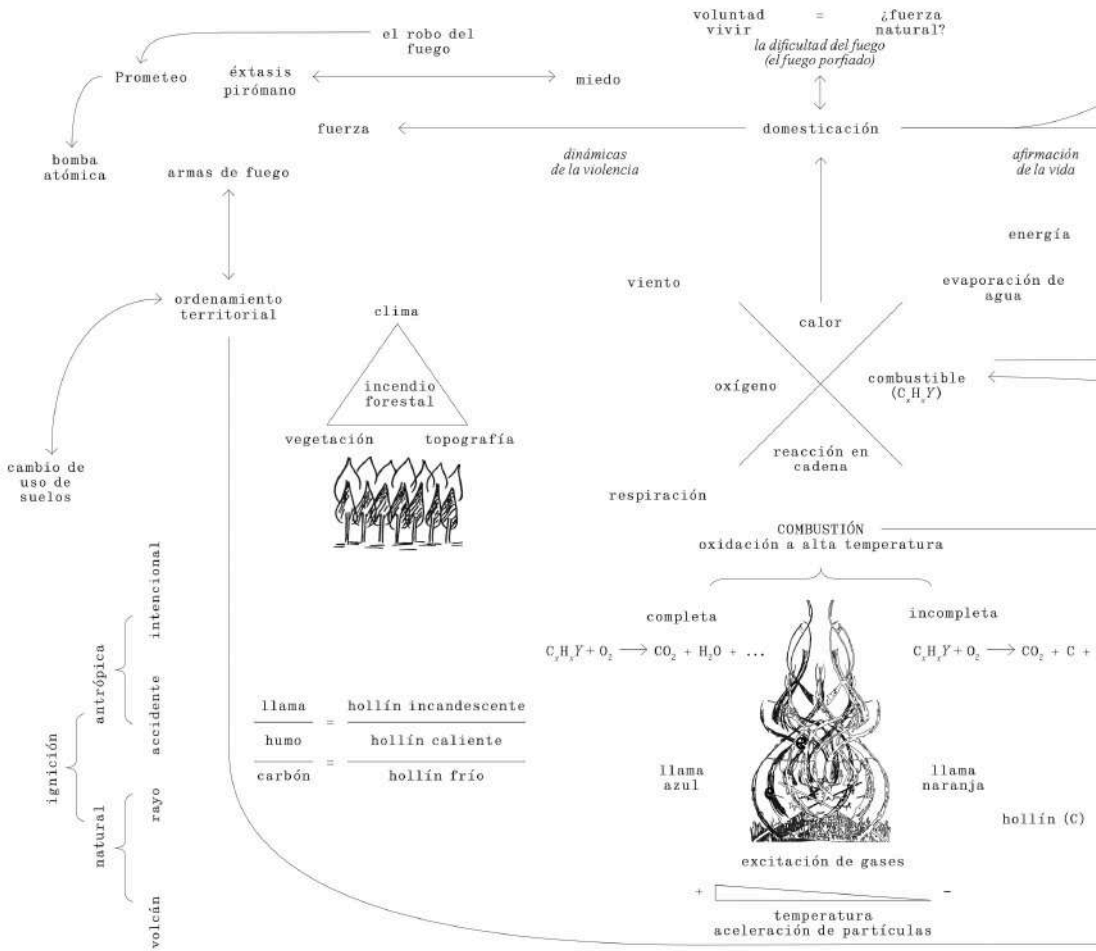 voluntad = ¿fuerza
vivir natural?
la dificultad del fuego
(el fuego porfiado)
el robo del
fuego
Prometeo
éxtasis
pirómano
miedo
fuerza
domesticación
bomba
atómica
armas de fuego
dinámicas
de la violencia
afirmación
de la vida
energía
viento
evaporación de
agua
ordenamiento
territorial
clima
calor
incendio
forestal
oxígeno
combustible
(CxHxY)
vegetación
topografía
reacción en
cadena
cambio de
uso de
suelos
respiración
COMBUSTIÓN
oxidación a alta temperatura
completa
incompleta
CxHxY + O2 → CO2 + H2O + ...
CxHxY + O2 → CO2 + C +
ignición
antrópica
intencional
accidente
natural
rayo
volcán
llama = hollín incandescente
humo hollín caliente
carbón = hollín frío
llama
azul
llama
naranja
hollín (C)
excitación de gases
+ -
temperatura
aceleración de partículas